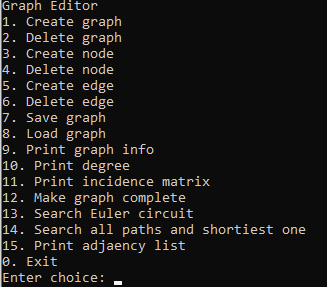 Graph Editor
1. Create graph
2. Delete graph
3. Create node
4. Delete node
5. Create edge
6. Delete edge
7. Save graph
8. Load graph
9. Print graph info
10. Print degree
11. Print incidence matrix
12. Make graph complete
13. Search Euler circuit
14. Search all paths and shortiest one
15. Print adjaency list
0. Exit
Enter choice: